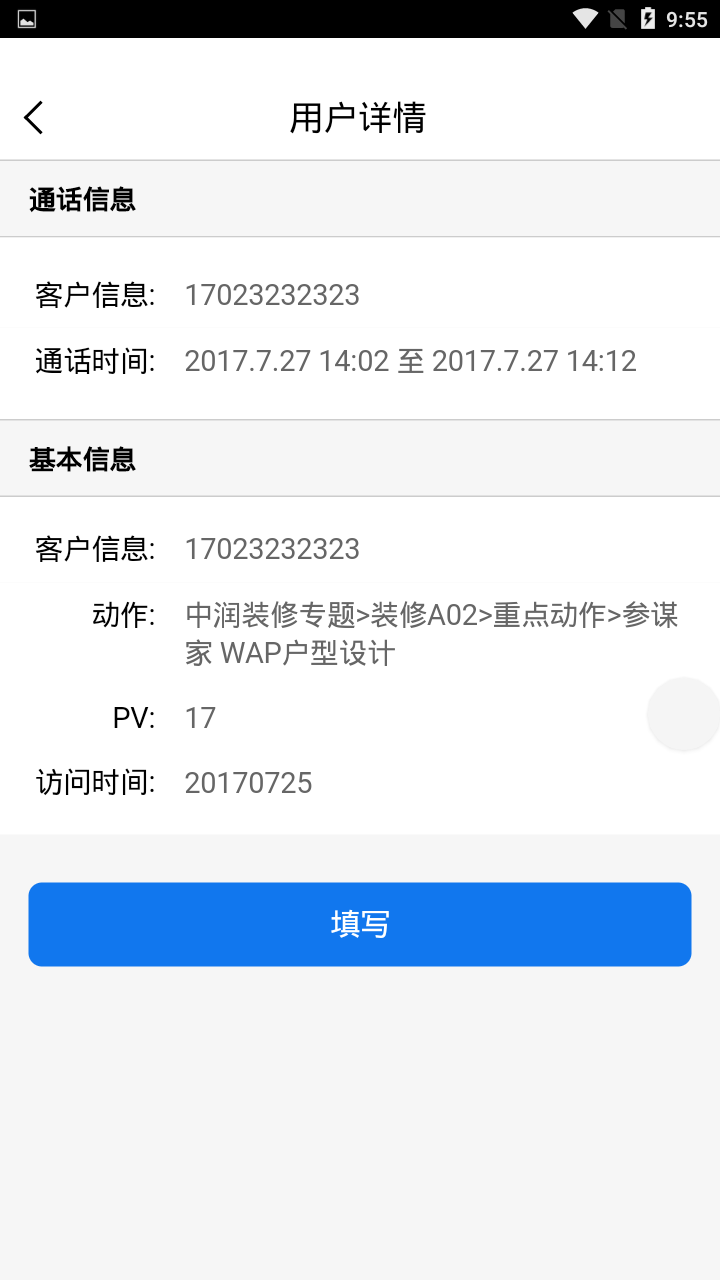 9:55
用户详情
通话信息
客户信息: 17023232323
通话时间: 2017.7.27 14:02 至 2017.7.27 14:12
基本信息
客户信息: 17023232323
动作: 中润装修专题>装修A02>重点动作>参谋
家 WAP户型设计
PV: 17
访问时间: 20170725
填写